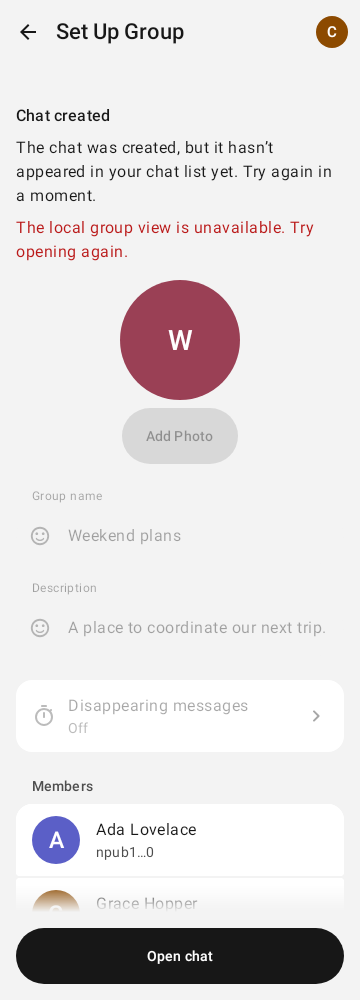 Set Up Group
C
Chat created
The chat was created, but it hasn’t
appeared in your chat list yet. Try again in
a moment.
The local group view is unavailable. Try
opening again.
W
Add Photo
Group name
Weekend plans
Description
A place to coordinate our next trip.
Disappearing messages
Off
Members
A
Ada Lovelace
npub1…0
Grace Hopper
Open chat